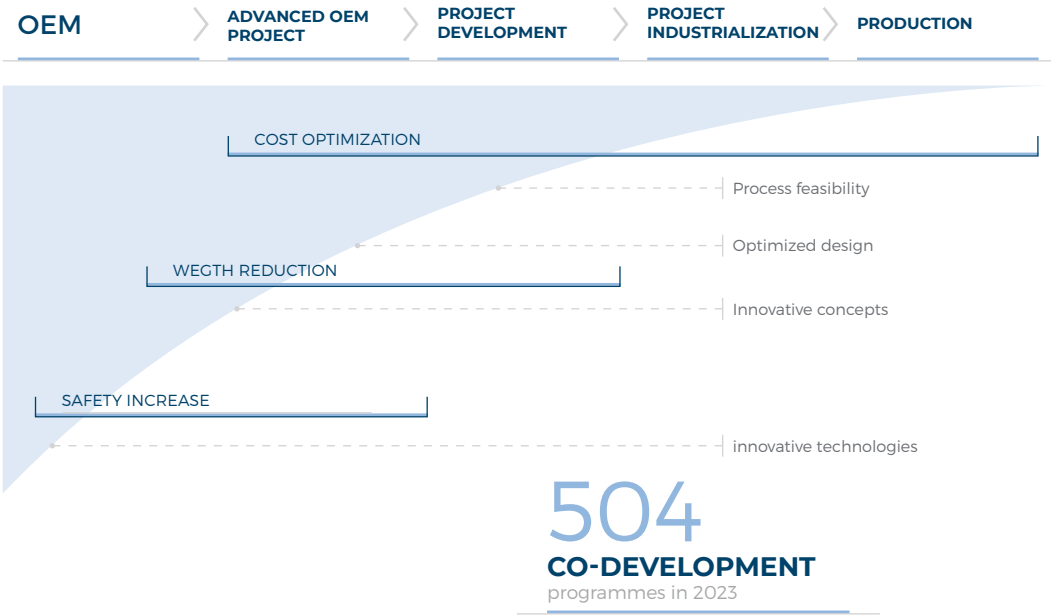 OEM
ADVANCED OEM
PROJECT
PROJECT
DEVELOPMENT
PROJECT
INDUSTRIALIZATION
PRODUCTION
COST OPTIMIZATION
Process feasibility
Optimized design
WEGTH REDUCTION
Innovative concepts
SAFETY INCREASE
innovative technologies
504
CO-DEVELOPMENT
programmes in 2023